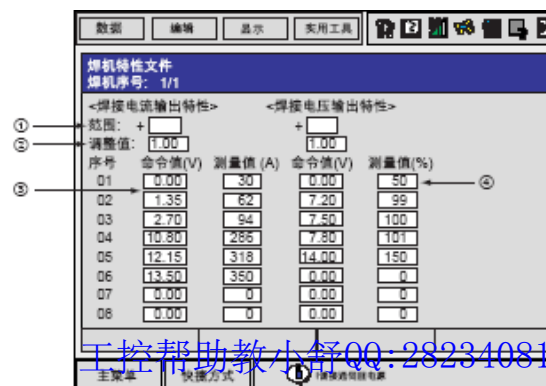 数据 编辑 显示 实用工具
焊机特性文件
焊机序号: 1/1
<焊接电流输出特性> <焊接电压输出特性>
① 范围: + +
② 调整值: 1.00 1.00
序号 命令值(V) 测量值 (A) 命令值(V) 测量值(%)
01 0.00 30 0.00 50 ④
③ 02 1.35 62 7.20 99
03 2.70 94 7.50 100
04 10.80 286 7.80 101
05 12.15 318 14.00 150
06 13.50 350 0.00 0
07 0.00 0 0.00 0
08 0.00 0 0.00 0
工控帮助教小舒QQ:28234081
主菜单 快捷方式 !请接通伺服电源